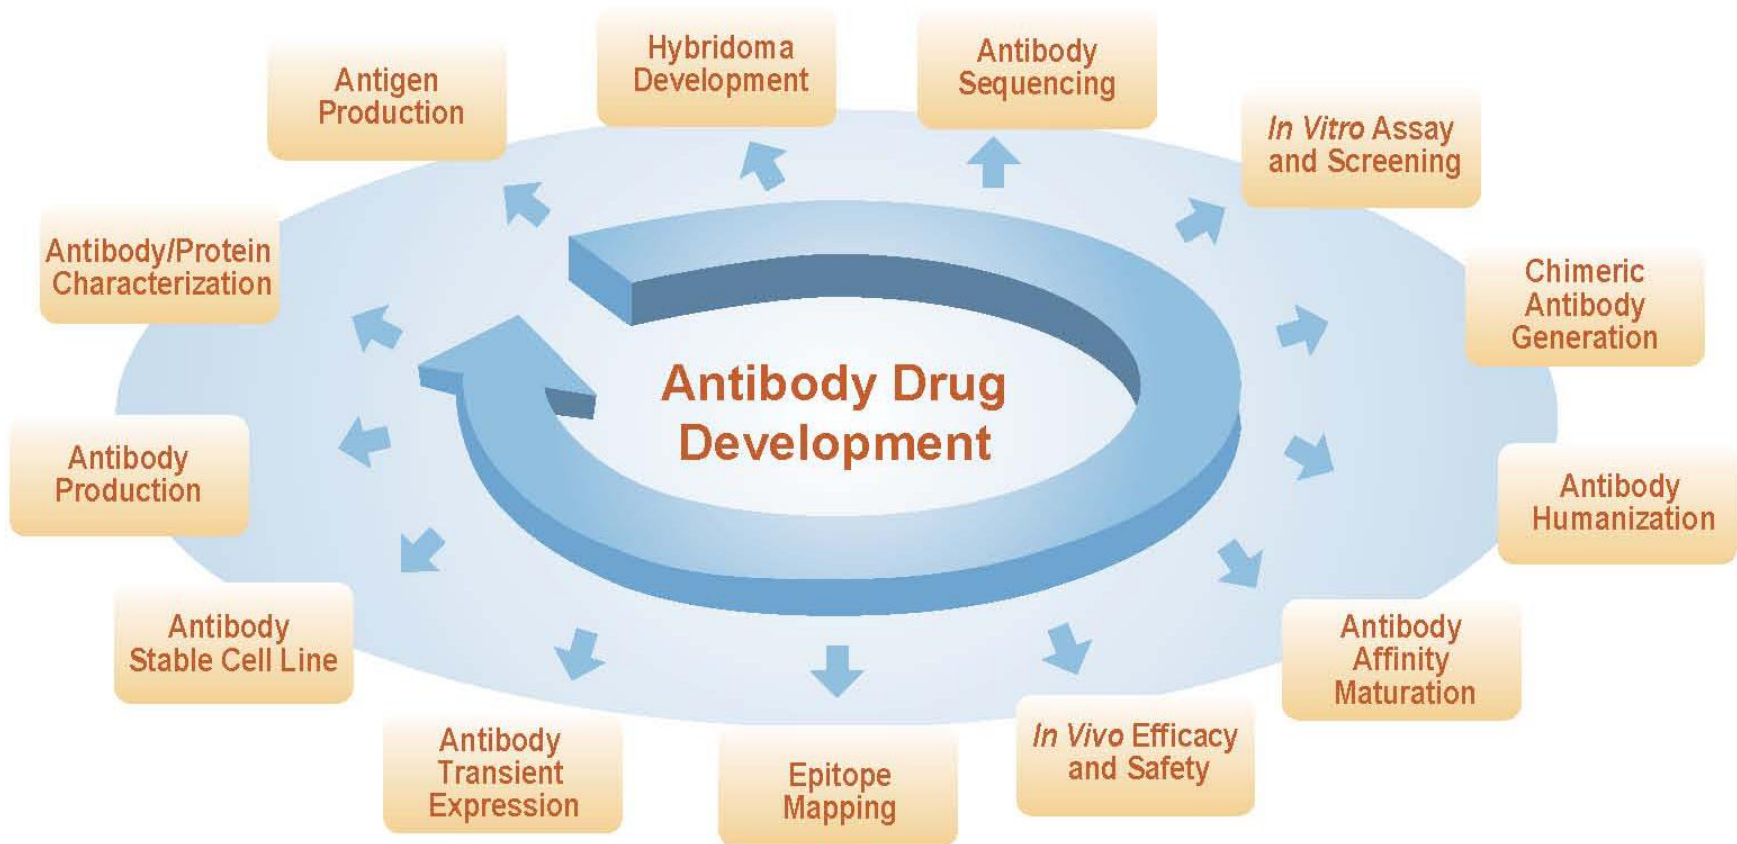 Hybridoma
Development
Antibody
Sequencing
Antigen
Production
In Vitro Assay
and Screening
Antibody/Protein
Characterization
Chimeric
Antibody
Generation
Antibody Drug
Development
Antibody
Production
Antibody
Humanization
Antibody
Stable Cell Line
Antibody
Affinity
Maturation
Antibody
Transient
Expression
Epitope
Mapping
In Vivo Efficacy
and Safety